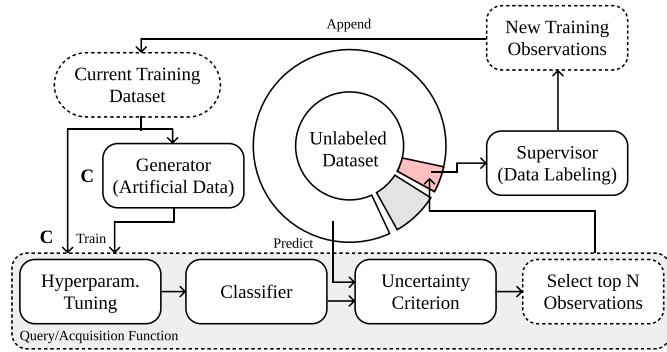 Append
New Training
Observations
Current Training
Dataset
Unlabeled
Dataset
C
Generator
(Artificial Data)
Supervisor
(Data Labeling)
C
Train
Predict
Hyperparam.
Tuning
Classifier
Uncertainty
Criterion
Select top N
Observations
Query/Acquisition Function